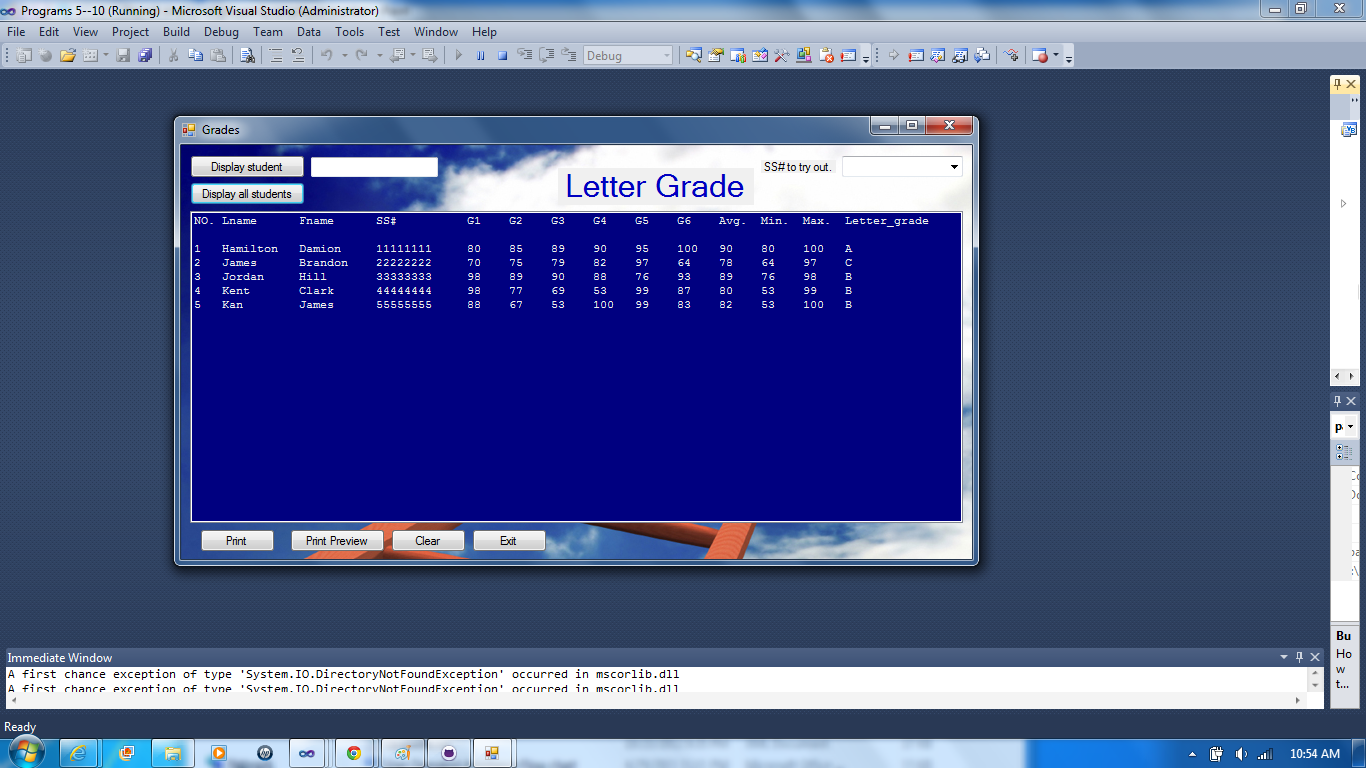 Programs 5--10 (Running) - Microsoft Visual Studio (Administrator)
File Edit View Project Build Debug Team Data Tools Test Window Help
Debug
Grades
Display student SS# to try out.
Letter Grade
Display all students
NO. Lname Fname SS# G1 G2 G3 G4 G5 G6 Avg. Min. Max. Letter_grade
1 Hamilton Damion 11111111 80 85 89 90 95 100 90 80 100 A
2 James Brandon 22222222 70 75 79 82 97 64 78 64 97 C
3 Jordan Hill 33333333 98 89 90 88 76 93 89 76 98 B
4 Kent Clark 44444444 98 77 69 53 99 87 80 53 99 B
5 Kan James 55555555 88 67 53 100 99 83 82 53 100 B
Print Print Preview Clear Exit
Bu
Ho
w
t...
Immediate Window
A first chance exception of type 'System.IO.DirectoryNotFoundException' occurred in mscorlib.dll
A first chance exception of type 'System.IO.DirectoryNotFoundException' occurred in mscorlib.dll
Ready
10:54 AM